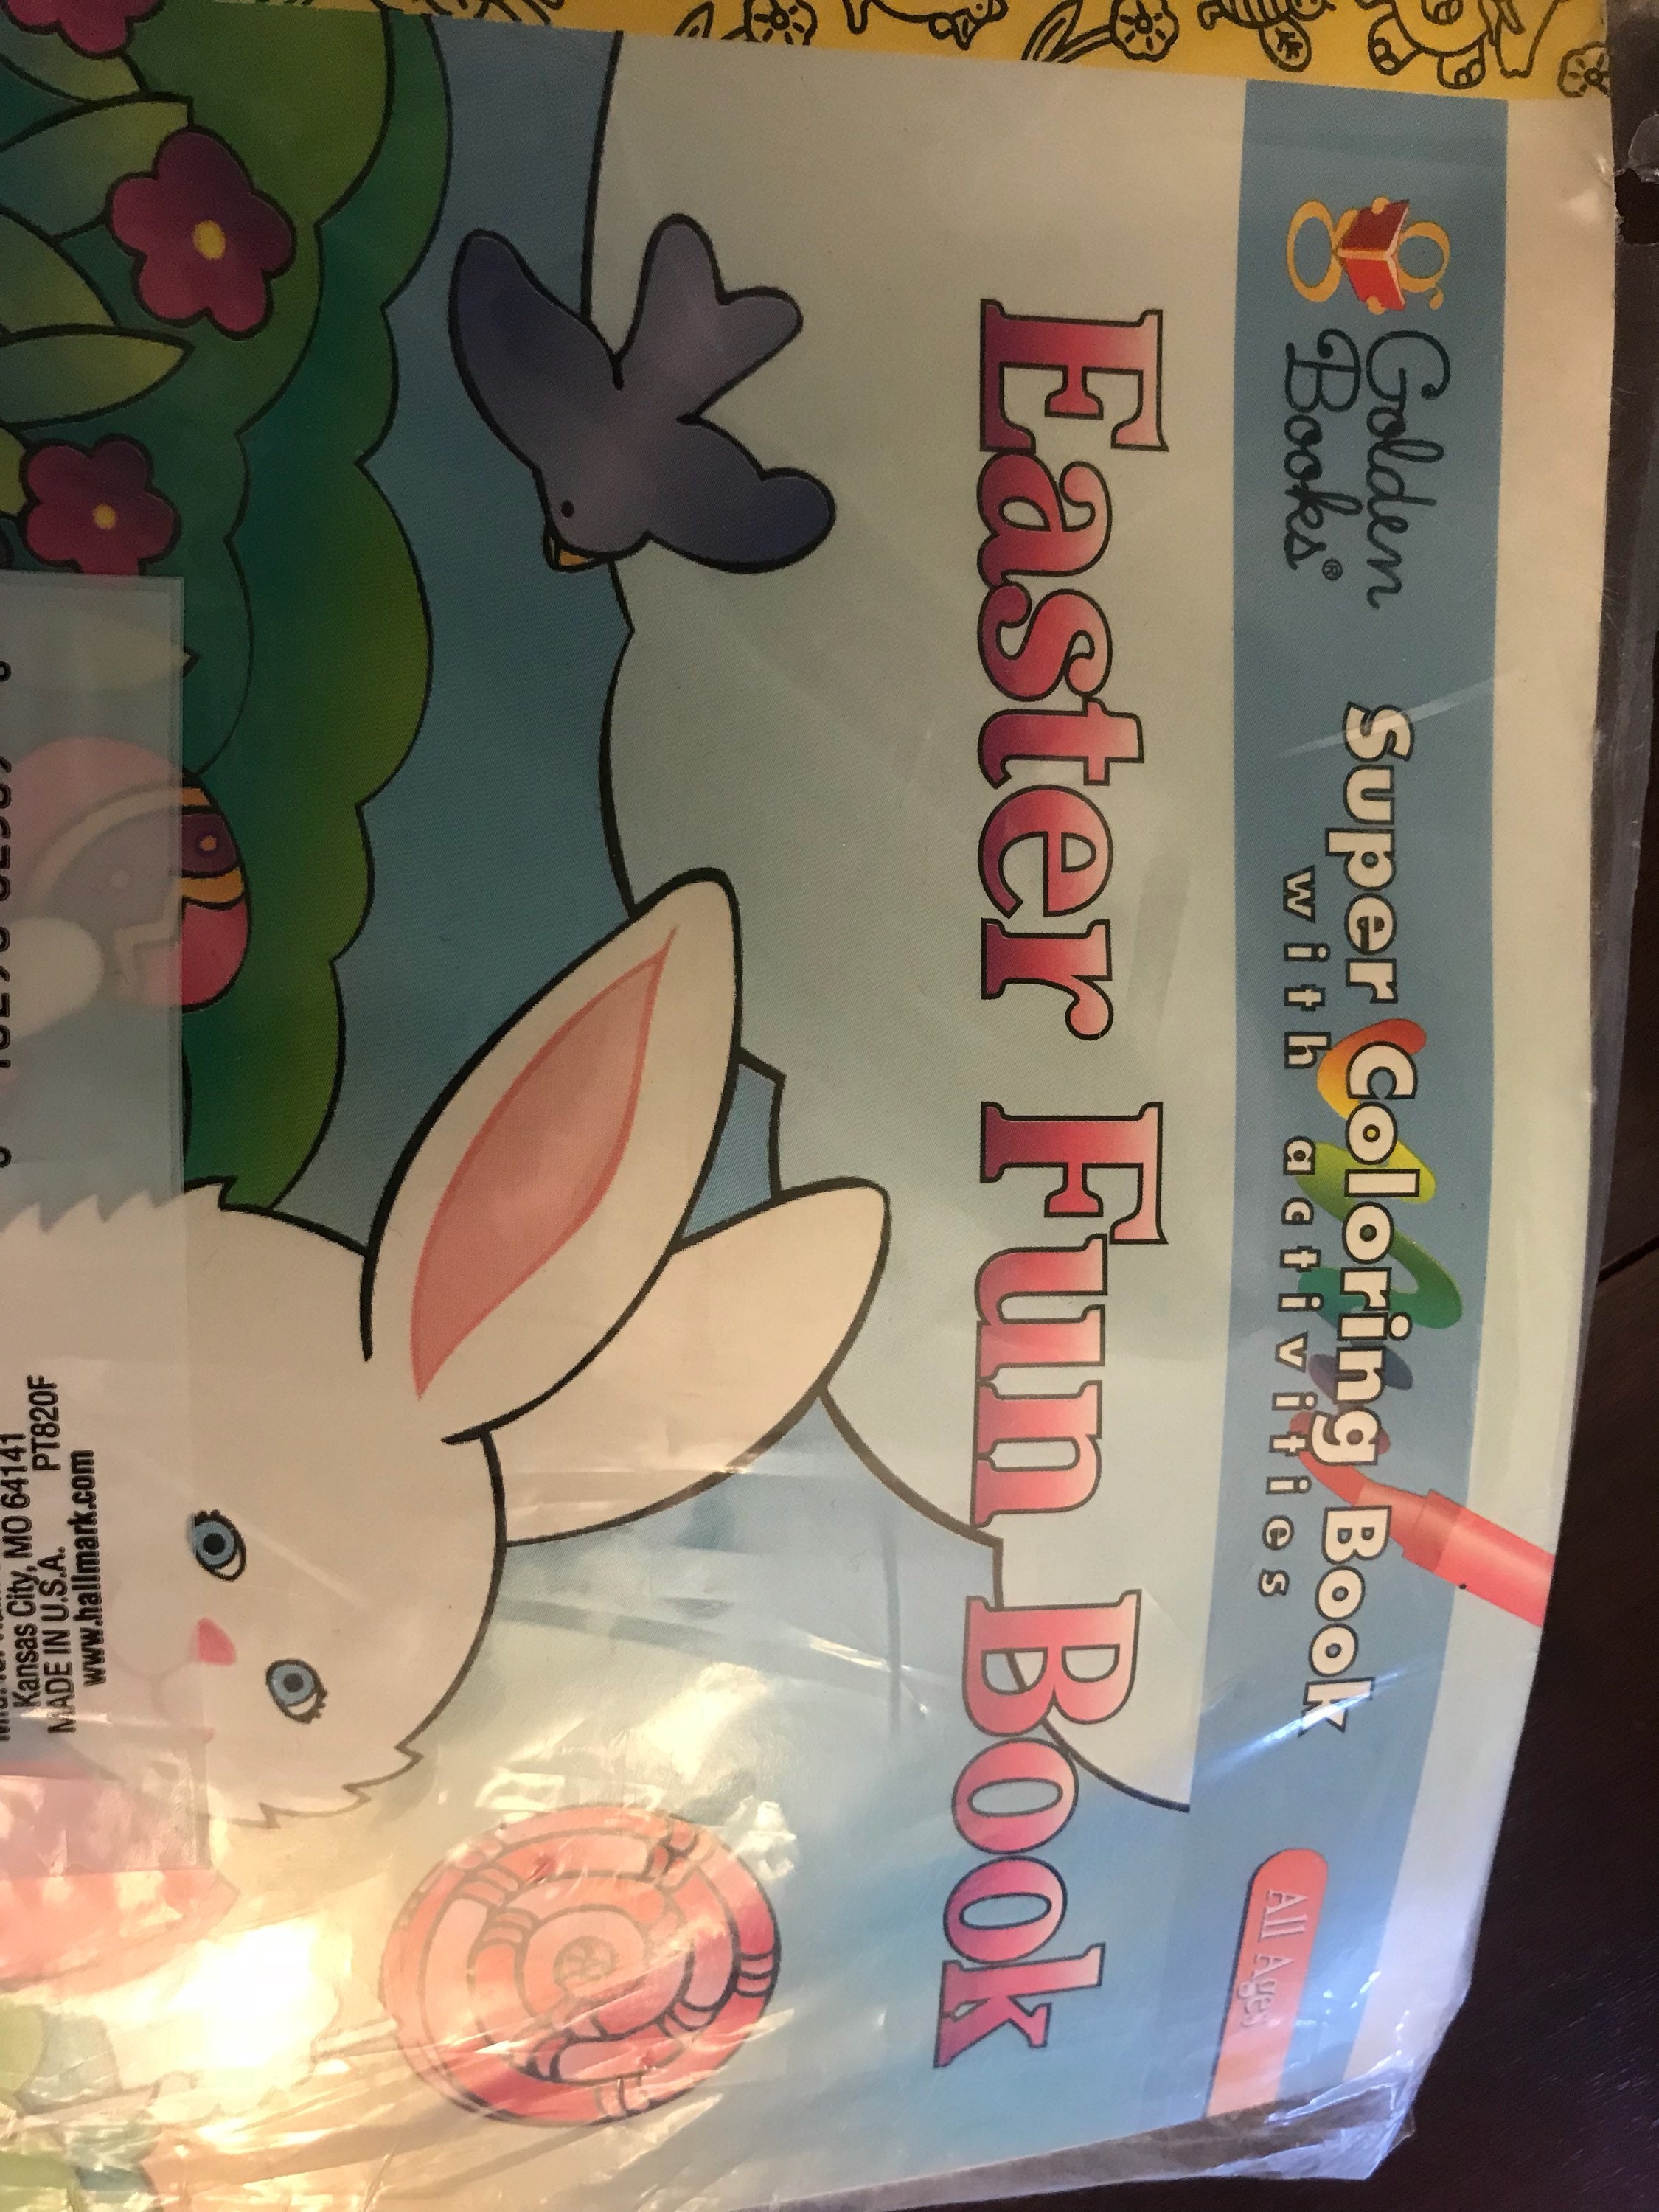 Golden
Books®
Super Coloring Book
with activities
All Ages
Easter Fun Book
Kansas City, MO 64141
MADE IN U.S.A. PT820F
www.hallmark.com